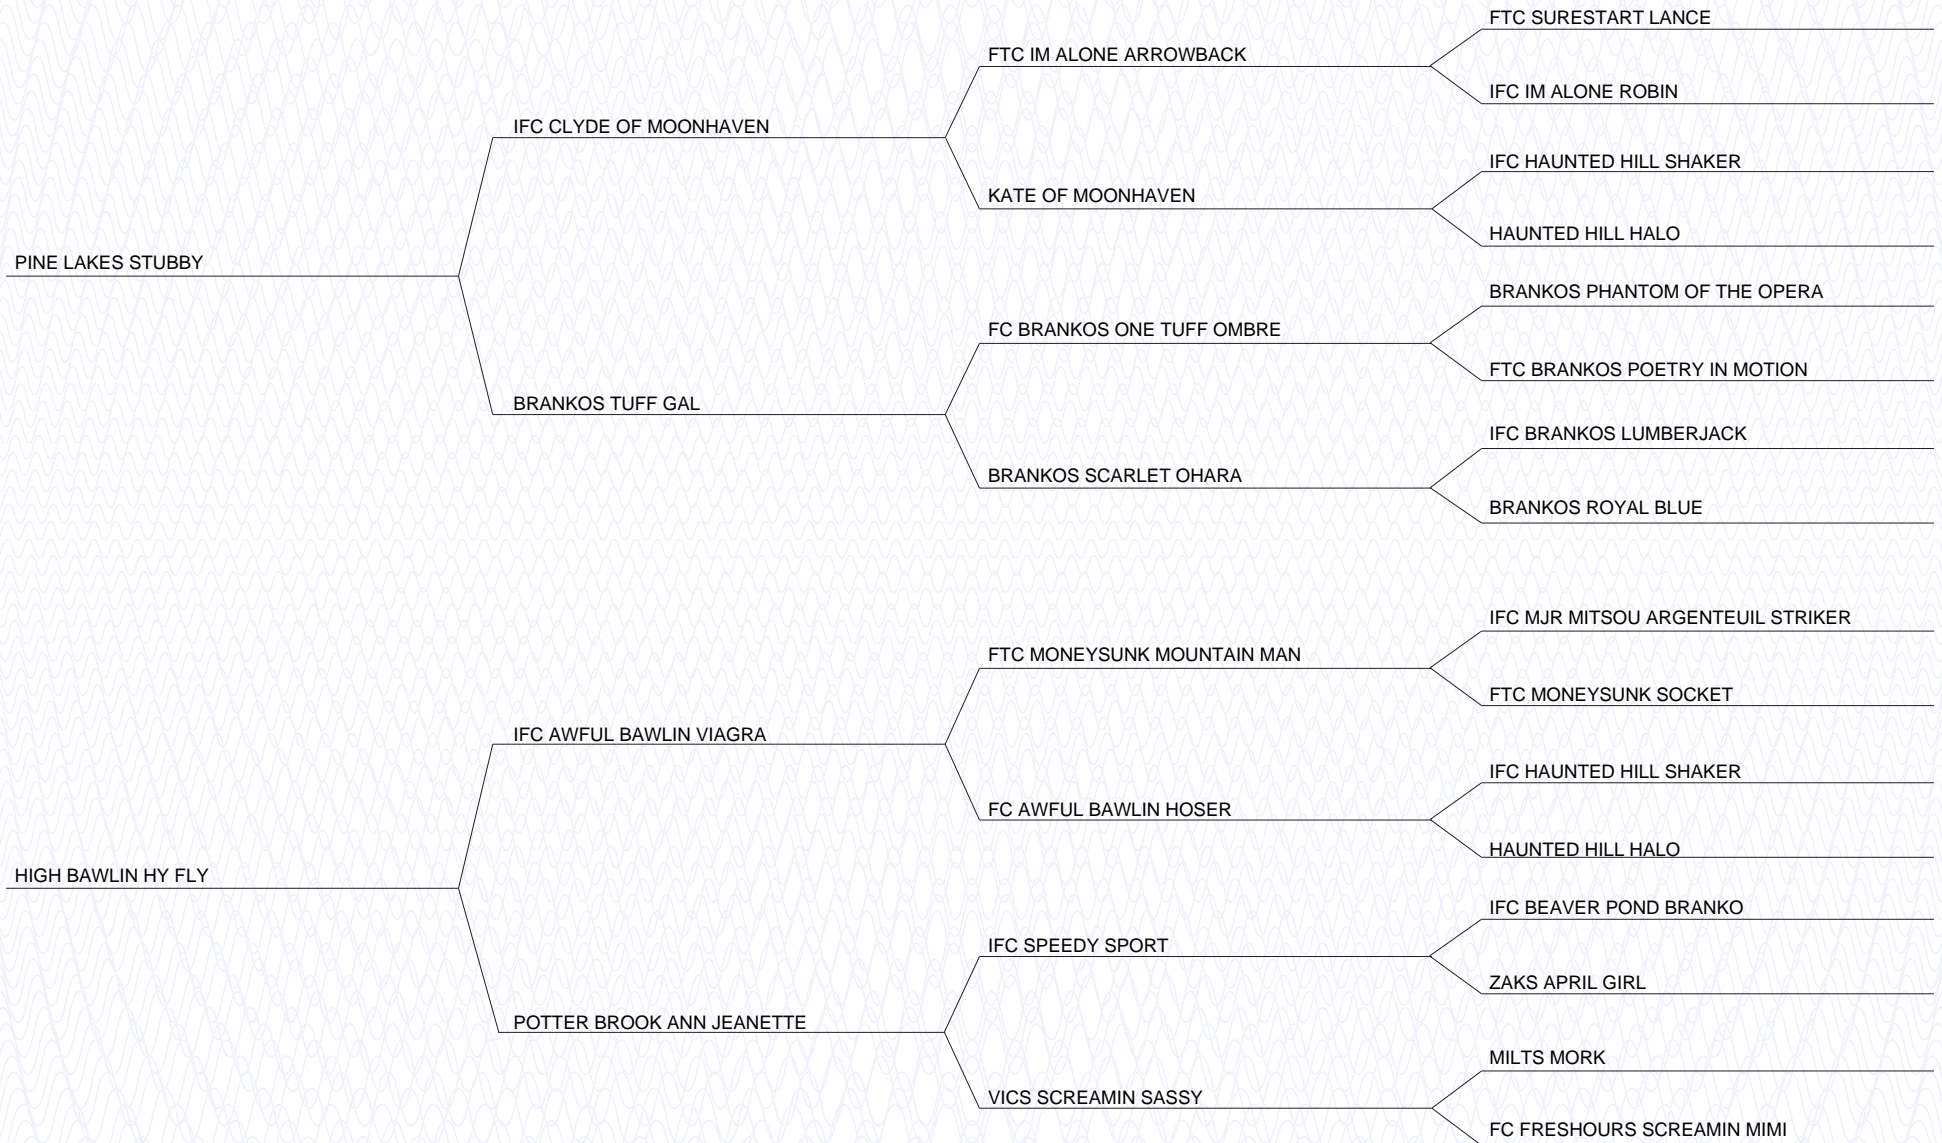 FTC SURESTART LANCE
FTC IM ALONE ARROWBACK
IFC IM ALONE ROBIN
IFC CLYDE OF MOONHAVEN
IFC HAUNTED HILL SHAKER
KATE OF MOONHAVEN
HAUNTED HILL HALO
PINE LAKES STUBBY
BRANKOS PHANTOM OF THE OPERA
FC BRANKOS ONE TUFF OMBRE
FTC BRANKOS POETRY IN MOTION
BRANKOS TUFF GAL
IFC BRANKOS LUMBERJACK
BRANKOS SCARLET OHARA
BRANKOS ROYAL BLUE
IFC MJR MITSOU ARGENTEUIL STRIKER
FTC MONEYSUNK MOUNTAIN MAN
FTC MONEYSUNK SOCKET
IFC AWFUL BAWLIN VIAGRA
IFC HAUNTED HILL SHAKER
FC AWFUL BAWLIN HOSER
HAUNTED HILL HALO
HIGH BAWLIN HY FLY
IFC BEAVER POND BRANKO
IFC SPEEDY SPORT
ZAKS APRIL GIRL
POTTER BROOK ANN JEANETTE
MILTS MORK
VICS SCREAMIN SASSY
FC FRESHOURS SCREAMIN MIMI